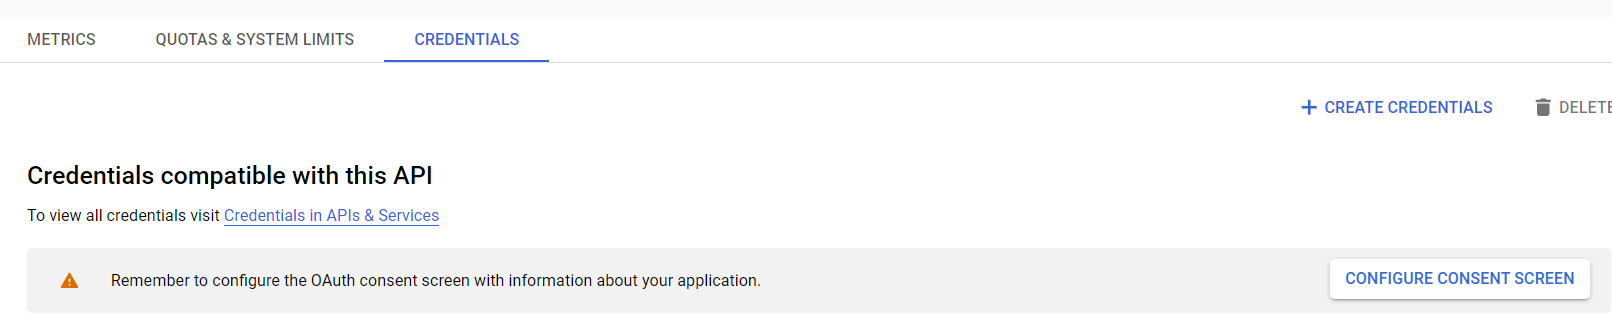 METRICS QUOTAS & SYSTEM LIMITS CREDENTIALS
+ CREATE CREDENTIALS DELETE
Credentials compatible with this API
To view all credentials visit Credentials in APIs & Services
Remember to configure the OAuth consent screen with information about your application. CONFIGURE CONSENT SCREEN